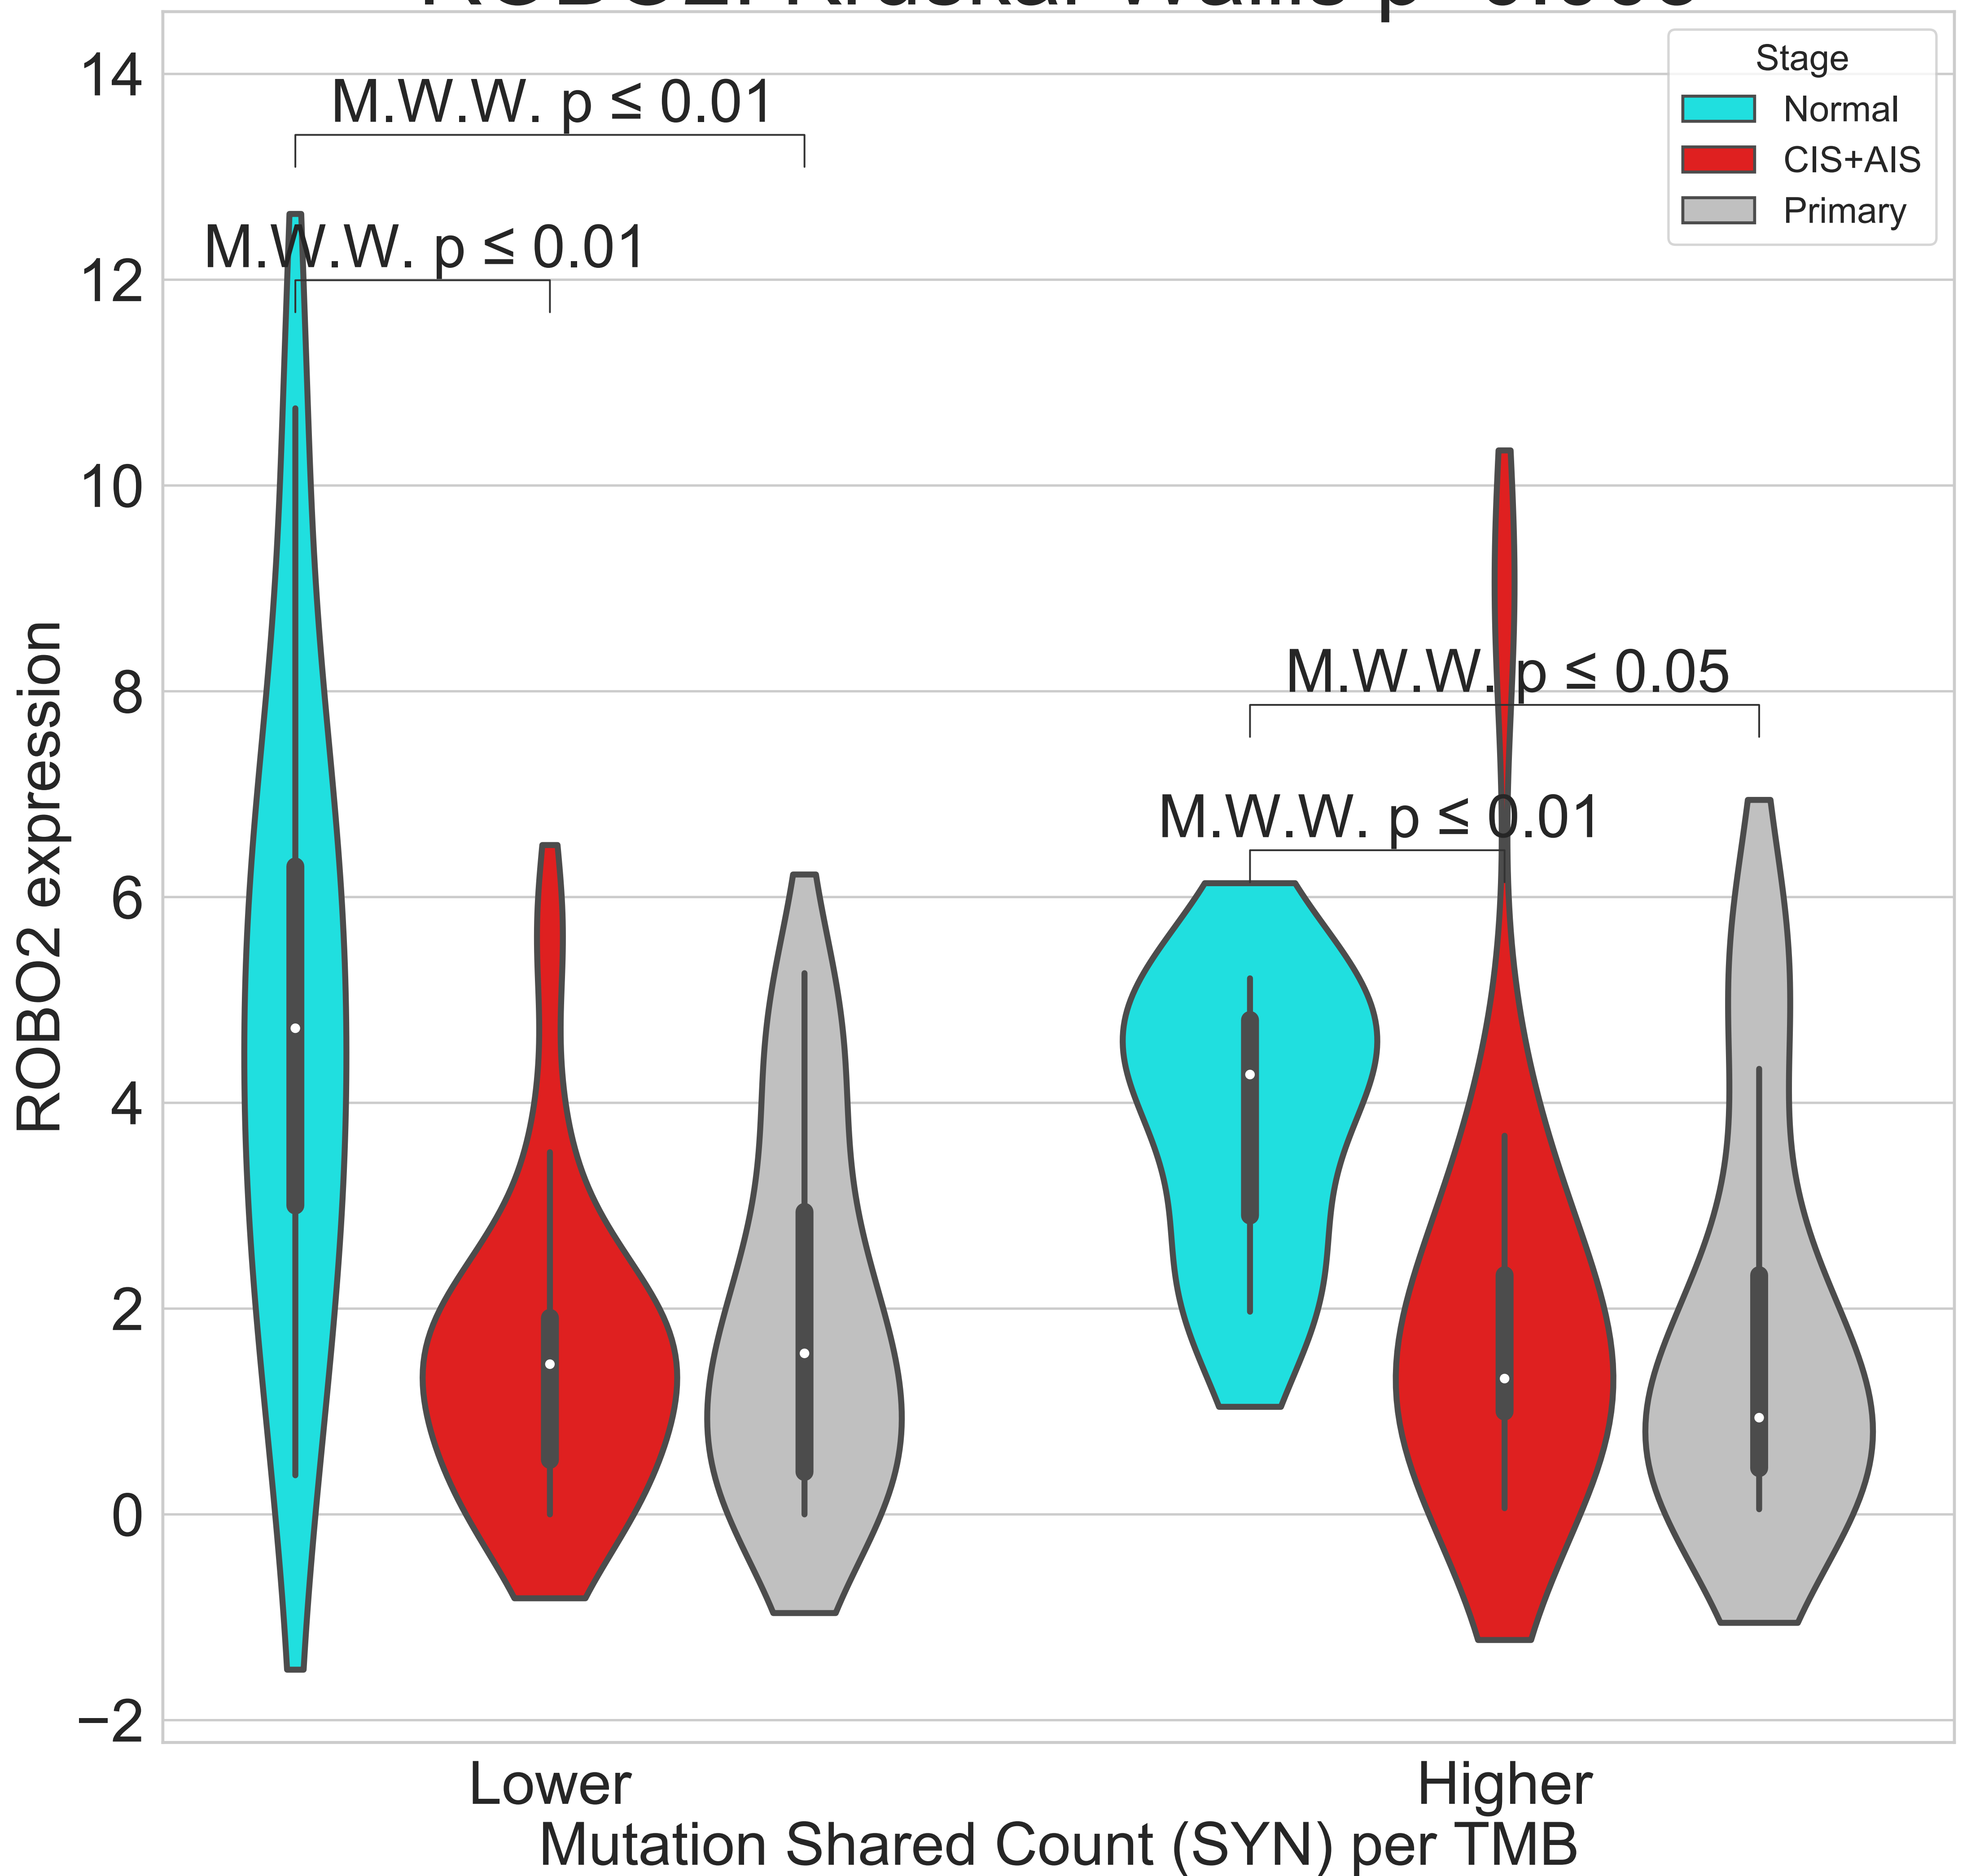 Stage
Normal
CIS+AIS
Primary
M.W.W. p ≤ 0.01
M.W.W. p ≤ 0.01
M.W.W. p ≤ 0.05
M.W.W. p ≤ 0.01
14
12
10
8
6
4
2
0
−2
ROBO2 expression
Lower
Higher
Mutation Shared Count (SYN) per TMB